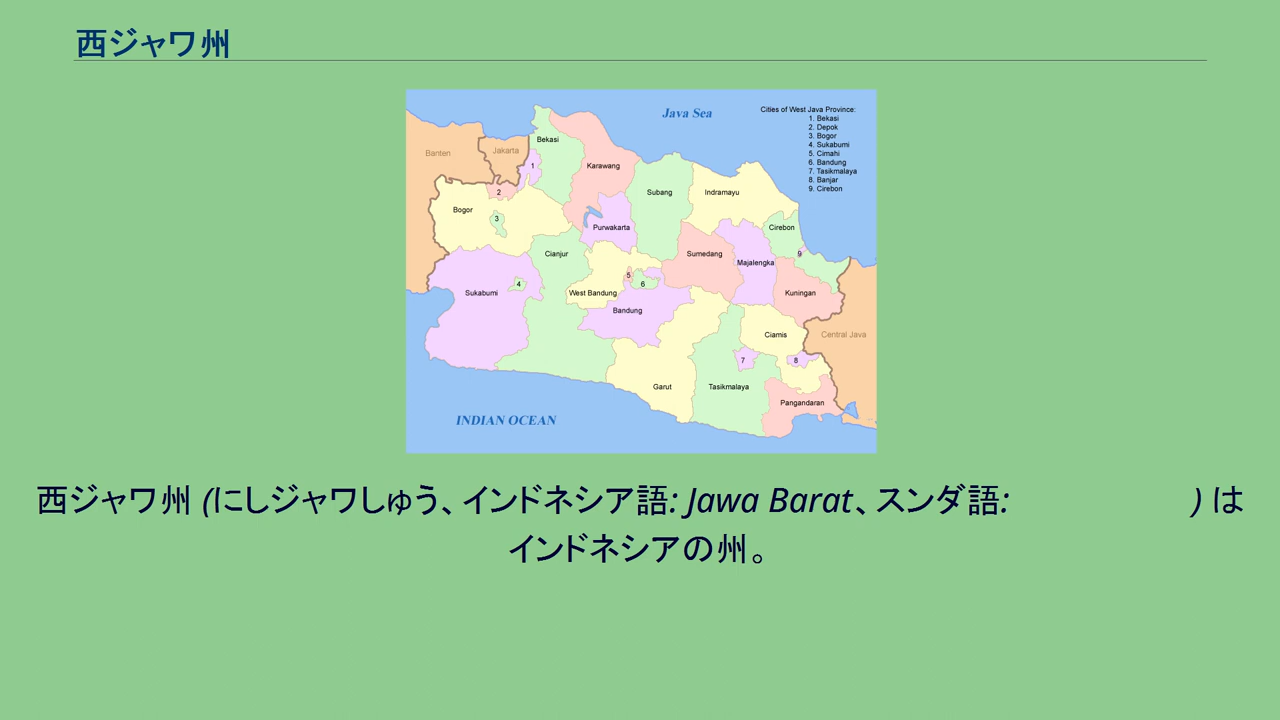 西ジャワ州
Java Sea
Cities of West Java Province:
1. Bekasi
2. Depok
3. Bogor
4. Sukabumi
5. Cimahi
6. Bandung
7. Tasikmalaya
8. Banjar
9. Cirebon
Banten
Jakarta
Bekasi
1
Karawang
2
Subang
Indramayu
Bogor
3
Purwakarta
Cirebon
Cianjur
Sumedang
9
Majalengka
5
6
4
Sukabumi
West Bandung
Kuningan
Bandung
Ciamis
Central Java
7
8
Garut
Tasikmalaya
Pangandaran
INDIAN OCEAN
西ジャワ州 (にしジャワしゅう、インドネシア語: Jawa Barat、スンダ語: ) は
インドネシアの州。